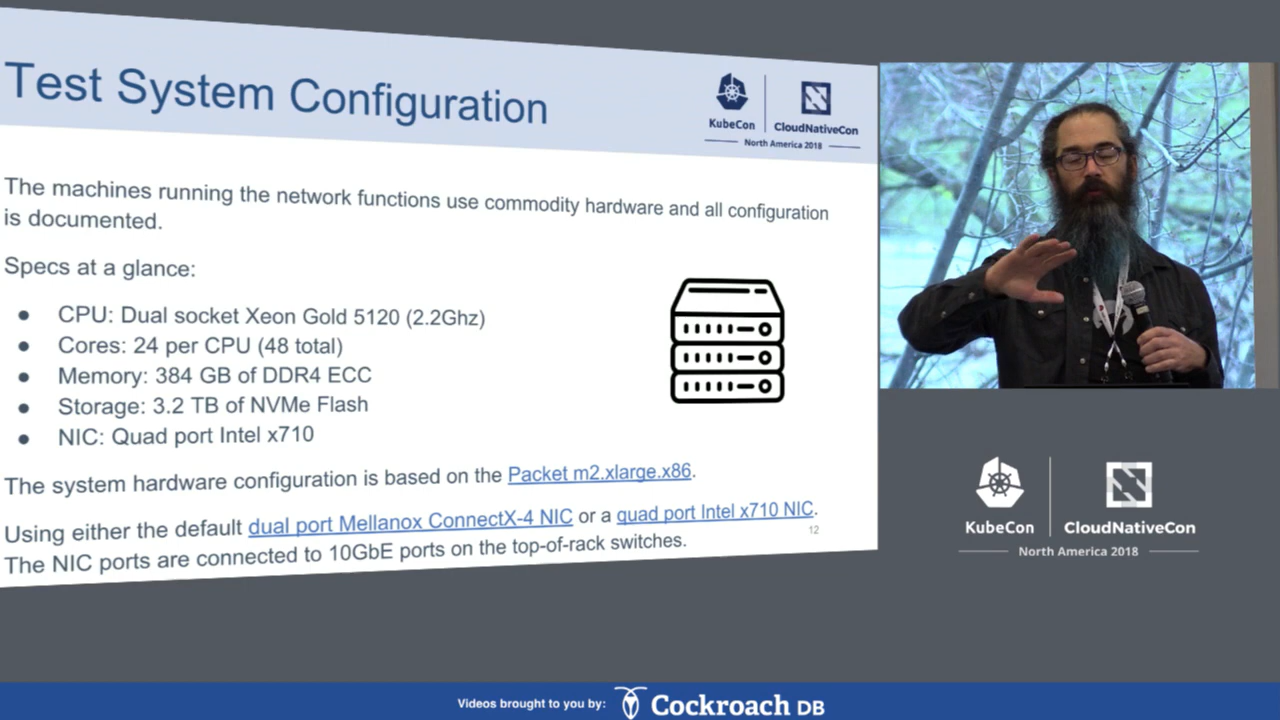 Test System Configuration
KubeCon
CloudNativeCon
North America 2018
The machines running the network functions use commodity hardware and all configuration
is documented.
Specs at a glance:
● CPU: Dual socket Xeon Gold 5120 (2.2Ghz)
● Cores: 24 per CPU (48 total)
● Memory: 384 GB of DDR4 ECC
● Storage: 3.2 TB of NVMe Flash
● NIC: Quad port Intel x710
The system hardware configuration is based on the Packet m2.xlarge.x86.
Using either the default dual port Mellanox ConnectX-4 NIC or a quad port Intel x710 NIC.
The NIC ports are connected to 10GbE ports on the top-of-rack switches.
12
KubeCon
CloudNativeCon
North America 2018
Videos brought to you by:
Cockroach DB